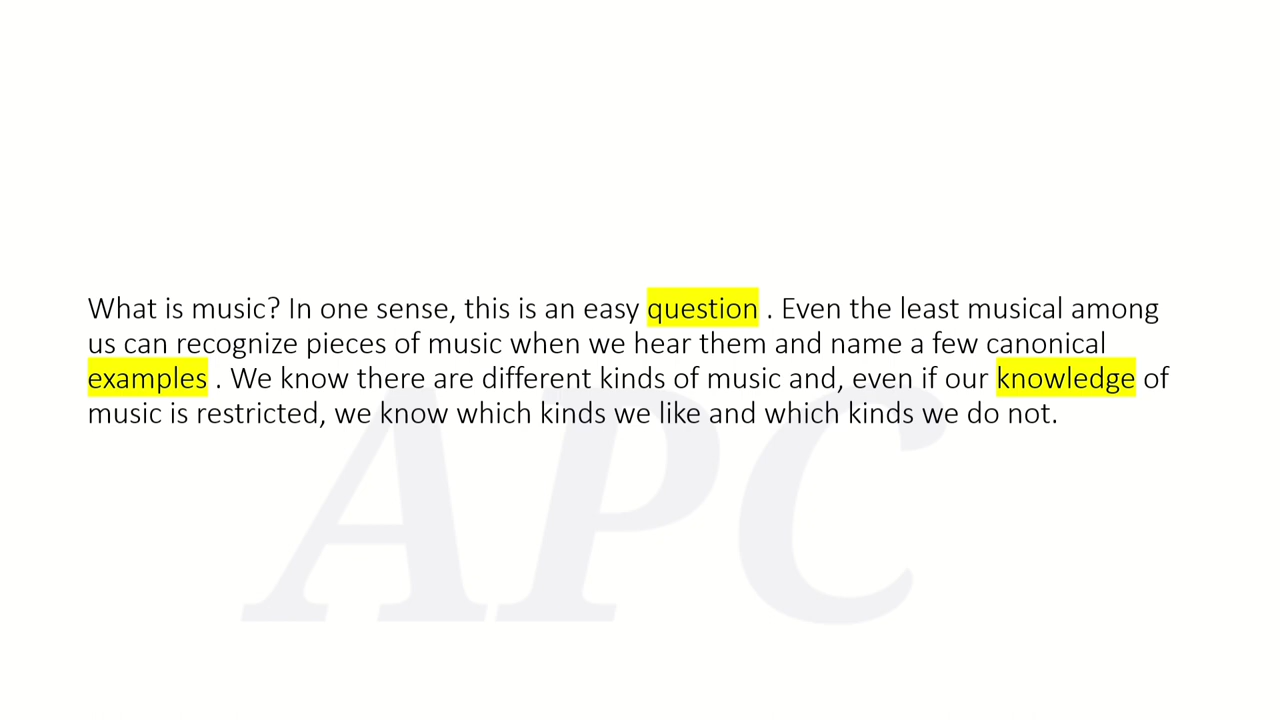 What is music? In one sense, this is an easy question . Even the least musical among
us can recognize pieces of music when we hear them and name a few canonical
examples . We know there are different kinds of music and, even if our knowledge of
music is restricted, we know which kinds we like and which kinds we do not.
APC